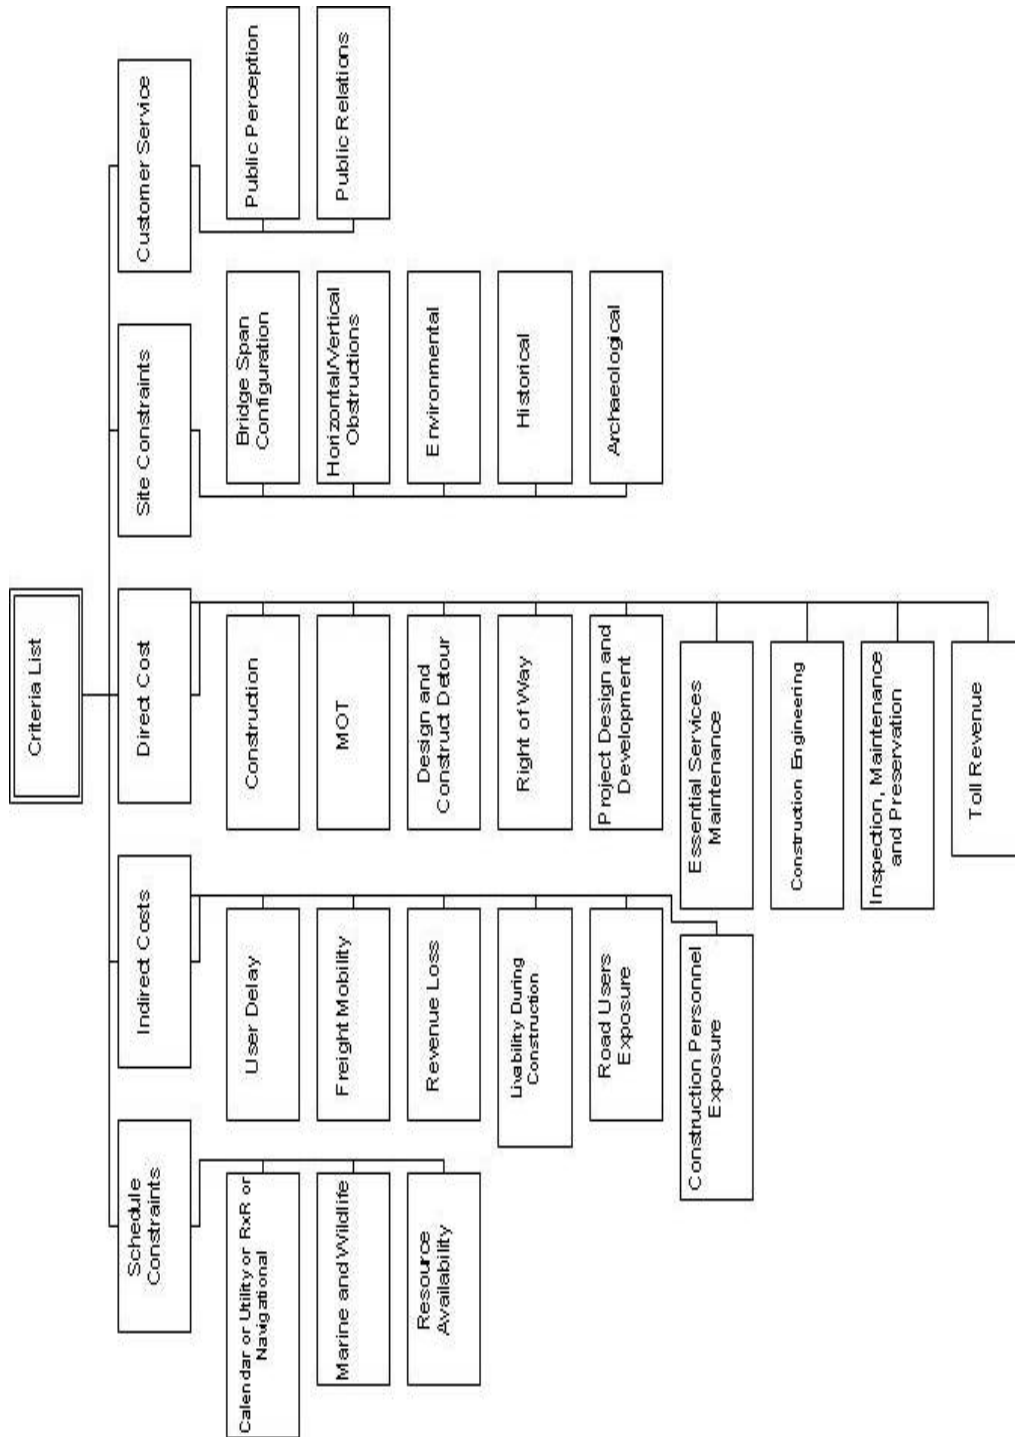 Criteria List
Schedule
Constraints
Indirect Costs
Direct Cost
Site Constraints
Customer Service
Calendar or Utility or RxR or
Navigational
Marine and Wildlife
Resource
Availability
User Delay
Freight Mobility
Revenue Loss
Livability During
Construction
Road Users
Exposure
Construction Personnel
Exposure
Construction
MOT
Design and
Construct Detour
Right of Way
Project Design and
Development
Essential Services
Maintenance
Construction Engineering
Inspection, Maintenance
and Preservation
Toll Revenue
Bridge Span
Configuration
Horizontal/Vertical
Obstructions
Environmental
Historical
Archaeological
Public Perception
Public Relations